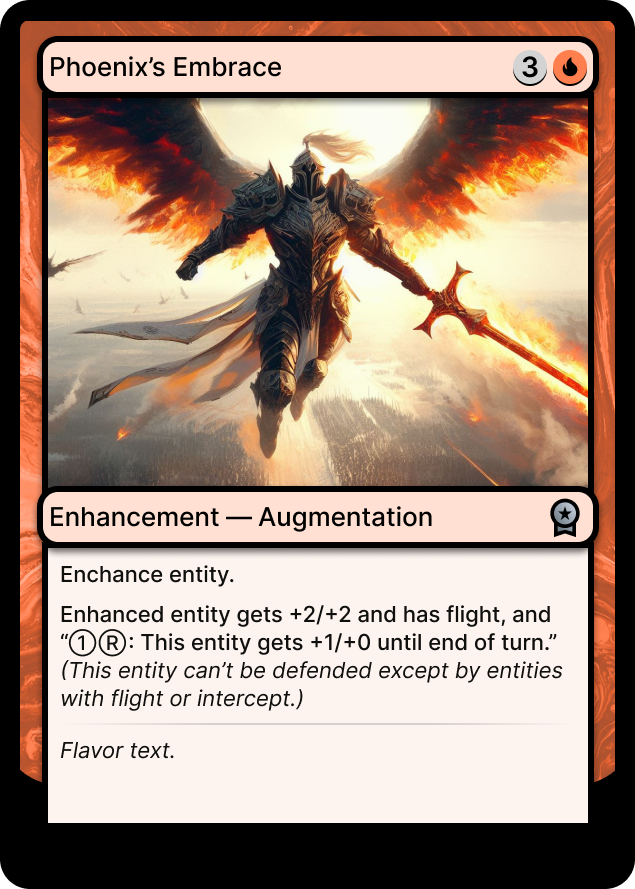 Phoenix’s Embrace 3
Enhancement — Augmentation
Enchance entity.
Enhanced entity gets +2/+2 and has flight, and
“①Ⓡ: This entity gets +1/+0 until end of turn.”
(This entity can’t be defended except by entities
with flight or intercept.)
Flavor text.